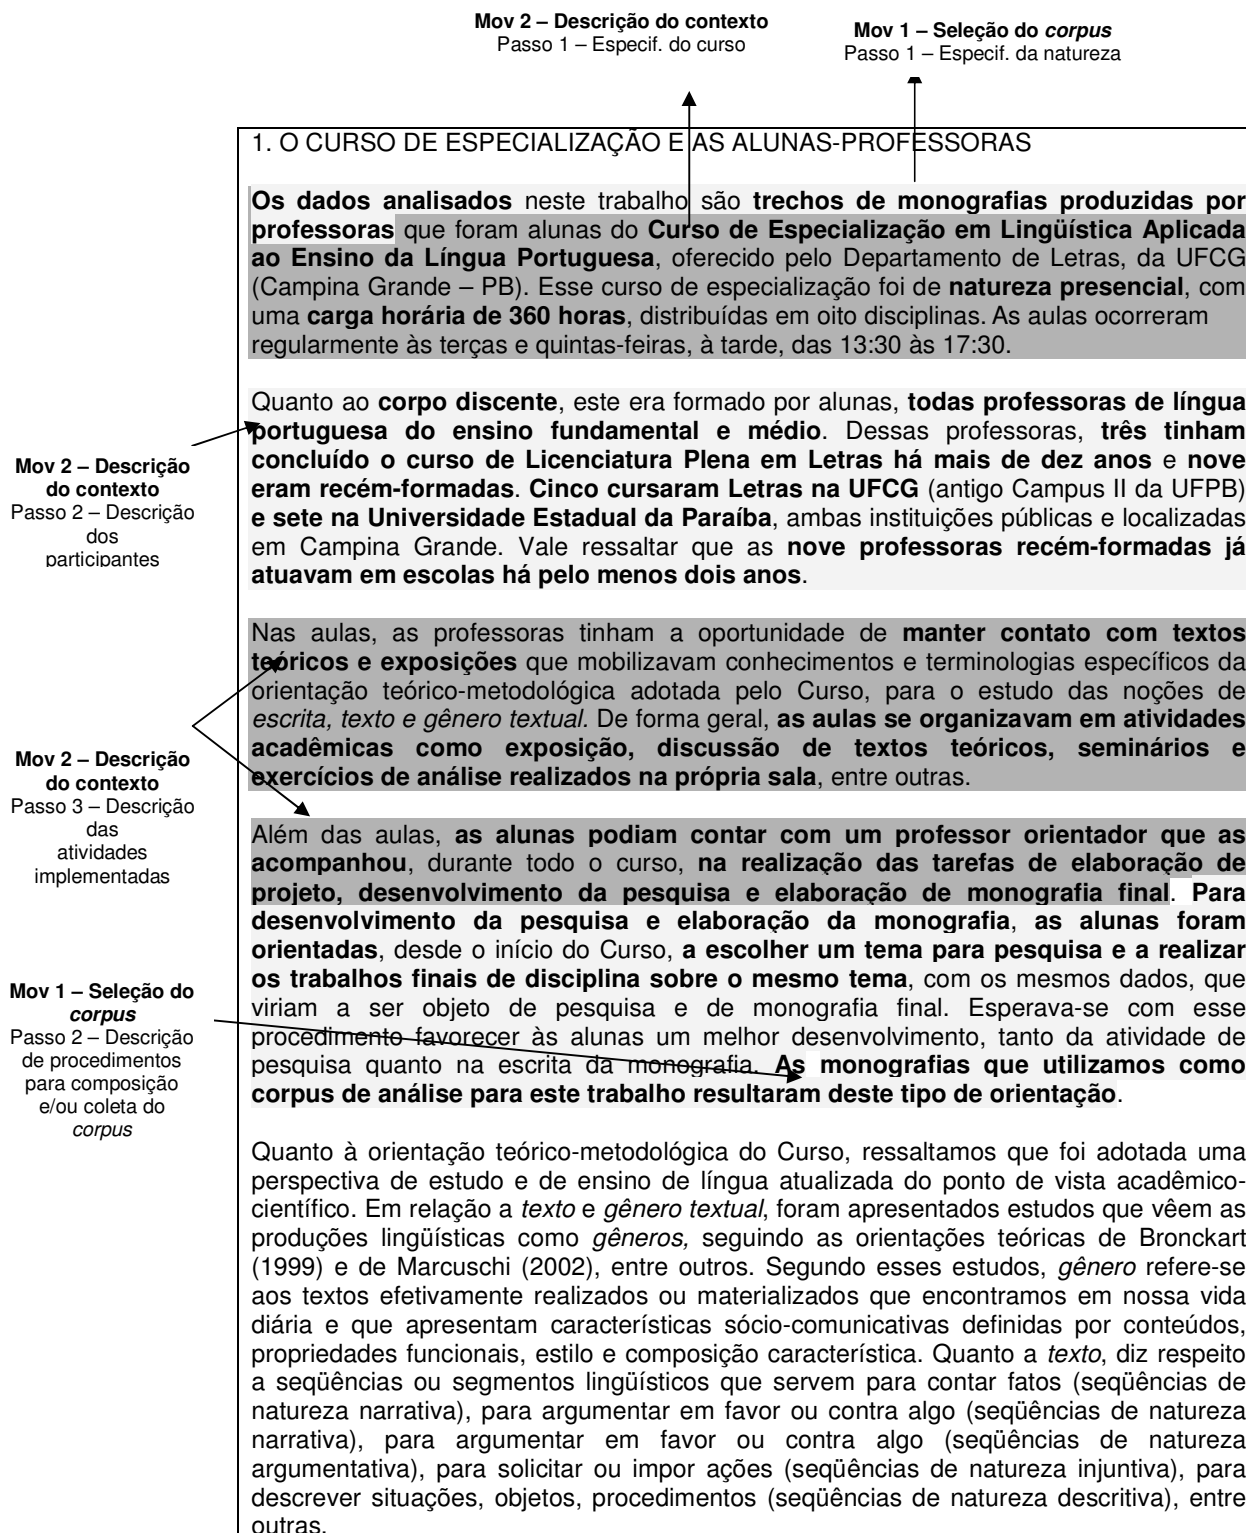 Mov 2 – Descrição do contexto
Passo 1 – Especif. do curso
Mov 1 – Seleção do corpus
Passo 1 – Especif. da natureza
1. O CURSO DE ESPECIALIZAÇÃO E AS ALUNAS-PROFESSORAS
Os dados analisados neste trabalho são trechos de monografias produzidas por
professoras que foram alunas do Curso de Especialização em Lingüística Aplicada
ao Ensino da Língua Portuguesa, oferecido pelo Departamento de Letras, da UFCG
(Campina Grande – PB). Esse curso de especialização foi de natureza presencial, com
uma carga horária de 360 horas, distribuídas em oito disciplinas. As aulas ocorreram
regularmente às terças e quintas-feiras, à tarde, das 13:30 às 17:30.
Quanto ao corpo discente, este era formado por alunas, todas professoras de língua
portuguesa do ensino fundamental e médio. Dessas professoras, três tinham
concluído o curso de Licenciatura Plena em Letras há mais de dez anos e nove
eram recém-formadas. Cinco cursaram Letras na UFCG (antigo Campus II da UFPB)
e sete na Universidade Estadual da Paraíba, ambas instituições públicas e localizadas
em Campina Grande. Vale ressaltar que as nove professoras recém-formadas já
atuavam em escolas há pelo menos dois anos.
Mov 2 – Descrição
do contexto
Passo 2 – Descrição
dos
participantes
Nas aulas, as professoras tinham a oportunidade de manter contato com textos
teóricos e exposições que mobilizavam conhecimentos e terminologias específicos da
orientação teórico-metodológica adotada pelo Curso, para o estudo das noções de
escrita, texto e gênero textual. De forma geral, as aulas se organizavam em atividades
acadêmicas como exposição, discussão de textos teóricos, seminários e
exercícios de análise realizados na própria sala, entre outras.
Mov 2 – Descrição
do contexto
Passo 3 – Descrição
das
atividades
implementadas
Além das aulas, as alunas podiam contar com um professor orientador que as
acompanhou, durante todo o curso, na realização das tarefas de elaboração de
projeto, desenvolvimento da pesquisa e elaboração de monografia final. Para
desenvolvimento da pesquisa e elaboração da monografia, as alunas foram
orientadas, desde o início do Curso, a escolher um tema para pesquisa e a realizar
os trabalhos finais de disciplina sobre o mesmo tema, com os mesmos dados, que
viriam a ser objeto de pesquisa e de monografia final. Esperava-se com esse
procedimento favorecer às alunas um melhor desenvolvimento, tanto da atividade de
pesquisa quanto na escrita da monografia. As monografias que utilizamos como
corpus de análise para este trabalho resultaram deste tipo de orientação.
Mov 1 – Seleção do
corpus
Passo 2 – Descrição
de procedimentos
para composição
e/ou coleta do
corpus
Quanto à orientação teórico-metodológica do Curso, ressaltamos que foi adotada uma
perspectiva de estudo e de ensino de língua atualizada do ponto de vista acadêmico-
científico. Em relação a texto e gênero textual, foram apresentados estudos que vêem as
produções lingüísticas como gêneros, seguindo as orientações teóricas de Bronckart
(1999) e de Marcuschi (2002), entre outros. Segundo esses estudos, gênero refere-se
aos textos efetivamente realizados ou materializados que encontramos em nossa vida
diária e que apresentam características sócio-comunicativas definidas por conteúdos,
propriedades funcionais, estilo e composição característica. Quanto a texto, diz respeito
a seqüências ou segmentos lingüísticos que servem para contar fatos (seqüências de
natureza narrativa), para argumentar em favor ou contra algo (seqüências de natureza
narrativa), para argumentar em favor ou contra algo (seqüências de natureza
argumentativa), para solicitar ou impor ações (seqüências de natureza injuntiva), para
descrever situações, objetos, procedimentos (seqüências de natureza descritiva), entre
outras.